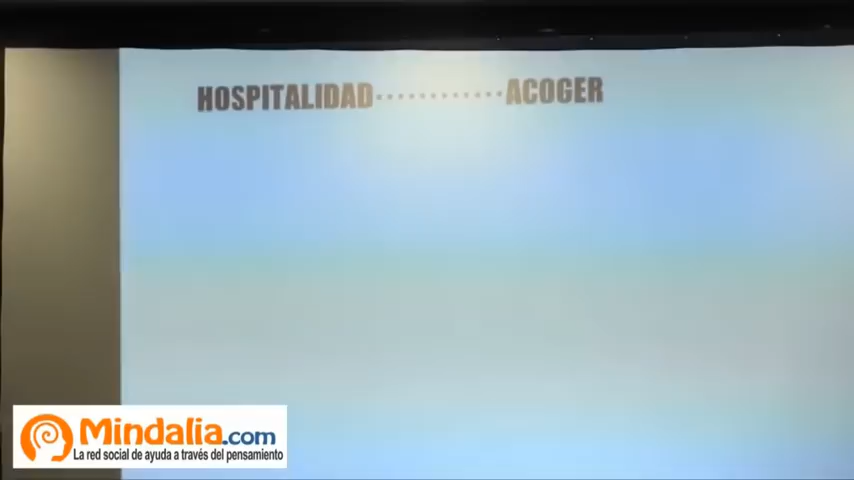 HOSPITALIDAD............ACOGER
Mindalia.com
La red social de ayuda a través del pensamiento